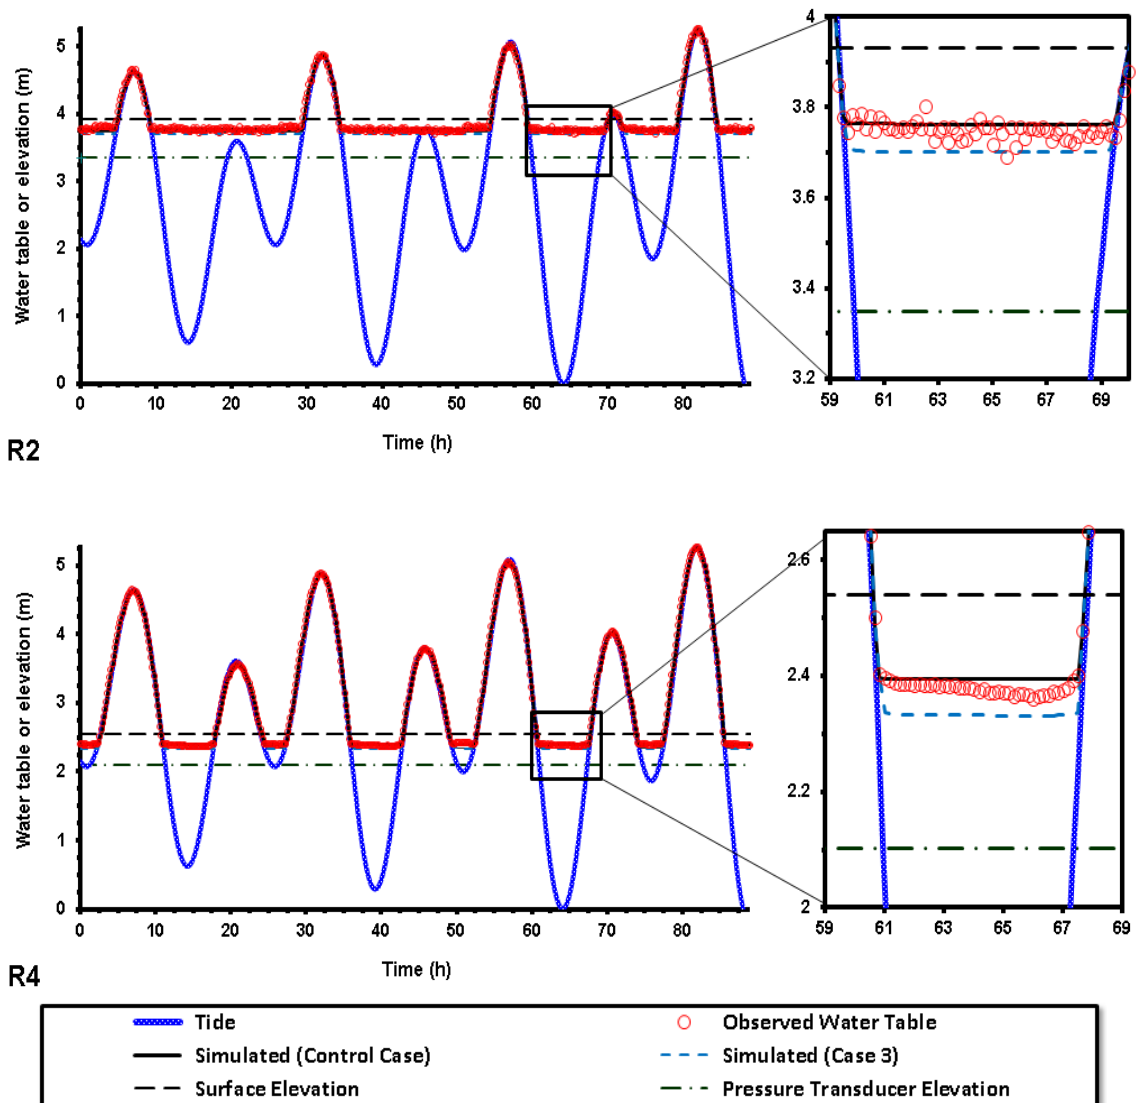 Water table or elevation (m)
5
4
3
2
1
0
0 10 20 30 40 50 60 70 80
Time (h)
R2
4
3.8
3.6
3.4
3.2
59 61 63 65 67 69
Water table or elevation (m)
5
4
3
2
1
0
0 10 20 30 40 50 60 70 80
Time (h)
R4
2.6
2.4
2.2
2
59 61 63 65 67 69
Tide
Observed Water Table
Simulated (Control Case)
Simulated (Case 3)
Surface Elevation
Pressure Transducer Elevation